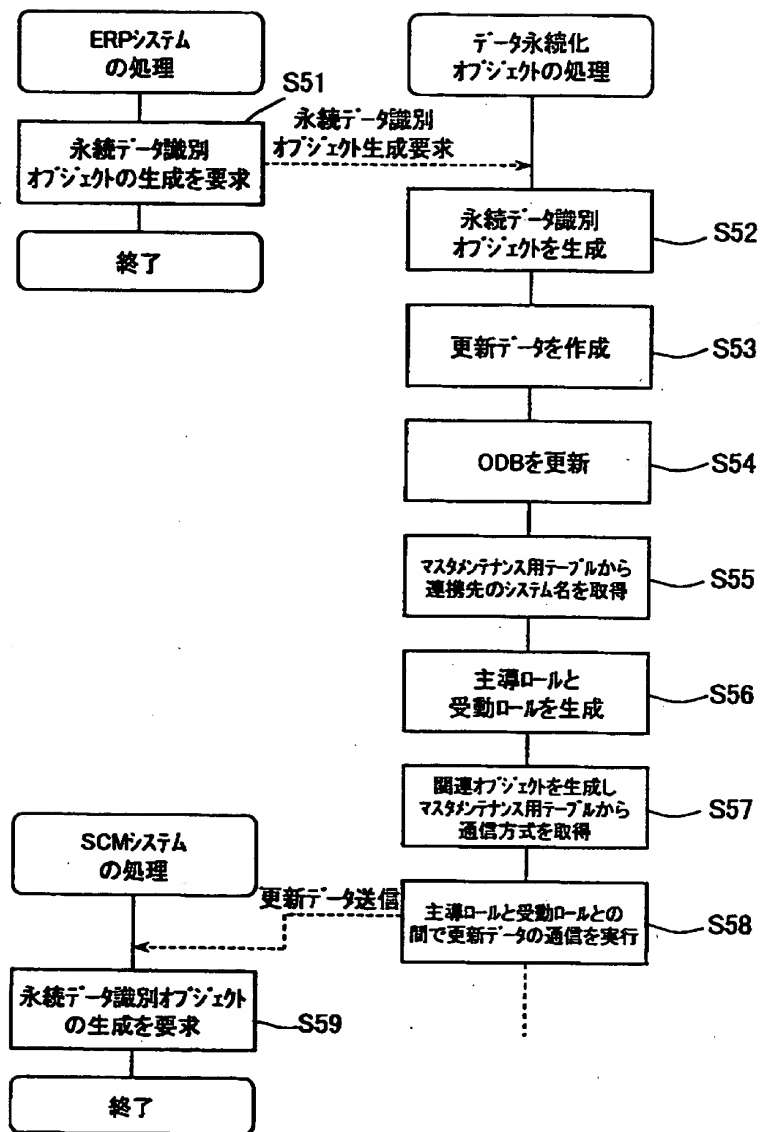 ERPシステム
の処理
S51
永続データ識別
オブジェクトの生成を要求
終了
永続データ識別
オブジェクト生成要求
データ永続化
オブジェクトの処理
永続データ識別
オブジェクトを生成
S52
更新データを作成
S53
ODBを更新
S54
マスタメンテナンス用テーブルから
連携先のシステム名を取得
S55
主導ロールと
受動ロールを生成
S56
関連オブジェクトを生成し
マスタメンテナンス用テーブルから
通信方式を取得
S57
主導ロールと受動ロールとの
間で更新データの通信を実行
S58
更新データ送信
SCMシステム
の処理
永続データ識別オブジェクト
の生成を要求
S59
終了